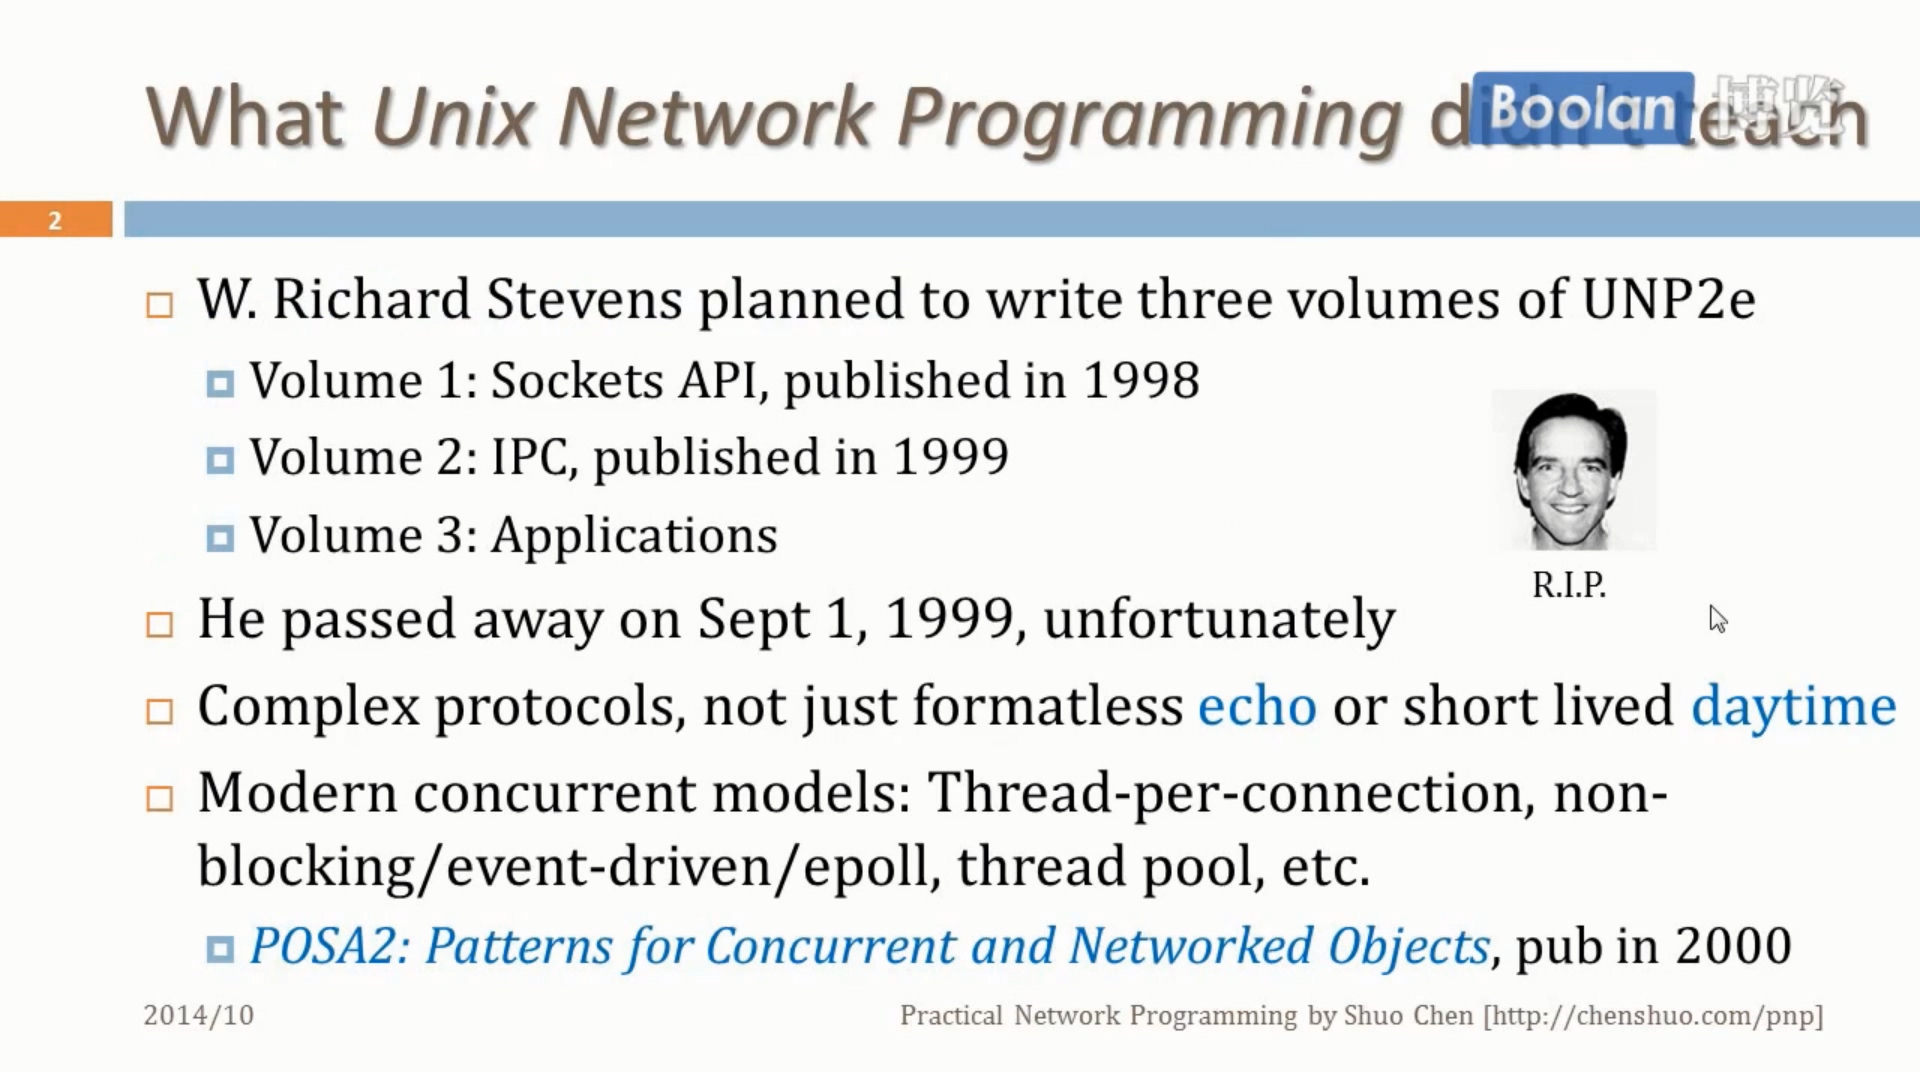 What Unix Network Programming didn't teach
Boolan 博览
2
W. Richard Stevens planned to write three volumes of UNP2e
Volume 1: Sockets API, published in 1998
Volume 2: IPC, published in 1999
Volume 3: Applications
R.I.P.
He passed away on Sept 1, 1999, unfortunately
Complex protocols, not just formatless echo or short lived daytime
Modern concurrent models: Thread-per-connection, non-
blocking/event-driven/epoll, thread pool, etc.
POSA2: Patterns for Concurrent and Networked Objects, pub in 2000
2014/10
Practical Network Programming by Shuo Chen [http://chenshuo.com/pnp]